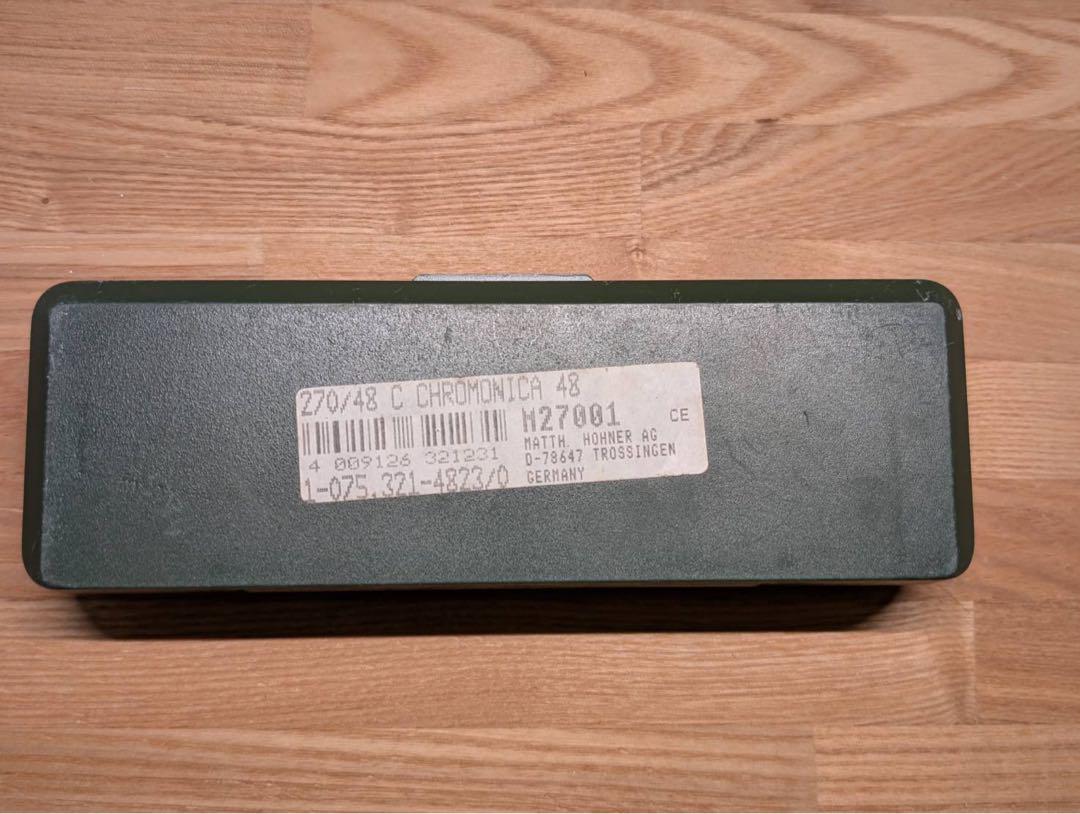 270/48 C CHROMONICA 48
M27001 CE
MATTH. HOHNER AG
D-78647 TROSSINGEN
GERMANY
4 009126 321231
1-075.321-4823/0